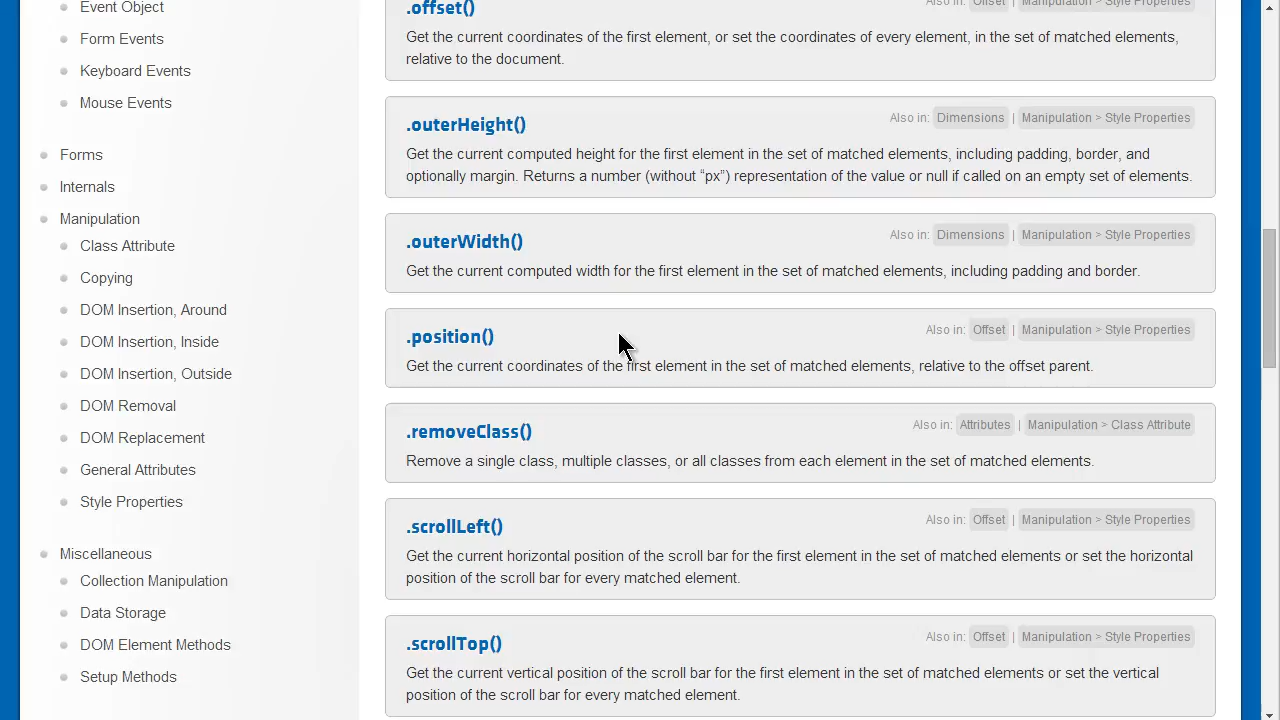 Event Object
Form Events
Keyboard Events
Mouse Events
Forms
Internals
Manipulation
Class Attribute
Copying
DOM Insertion, Around
DOM Insertion, Inside
DOM Insertion, Outside
DOM Removal
DOM Replacement
General Attributes
Style Properties
Miscellaneous
Collection Manipulation
Data Storage
DOM Element Methods
Setup Methods
.offset()
Also in: Offset | Manipulation > Style Properties
Get the current coordinates of the first element, or set the coordinates of every element, in the set of matched elements,
relative to the document.
.outerHeight()
Also in: Dimensions | Manipulation > Style Properties
Get the current computed height for the first element in the set of matched elements, including padding, border, and
optionally margin. Returns a number (without “px”) representation of the value or null if called on an empty set of elements.
.outerWidth()
Also in: Dimensions | Manipulation > Style Properties
Get the current computed width for the first element in the set of matched elements, including padding and border.
.position()
Also in: Offset | Manipulation > Style Properties
Get the current coordinates of the first element in the set of matched elements, relative to the offset parent.
.removeClass()
Also in: Attributes | Manipulation > Class Attribute
Remove a single class, multiple classes, or all classes from each element in the set of matched elements.
.scrollLeft()
Also in: Offset | Manipulation > Style Properties
Get the current horizontal position of the scroll bar for the first element in the set of matched elements or set the horizontal
position of the scroll bar for every matched element.
.scrollTop()
Also in: Offset | Manipulation > Style Properties
Get the current vertical position of the scroll bar for the first element in the set of matched elements or set the vertical
position of the scroll bar for every matched element.